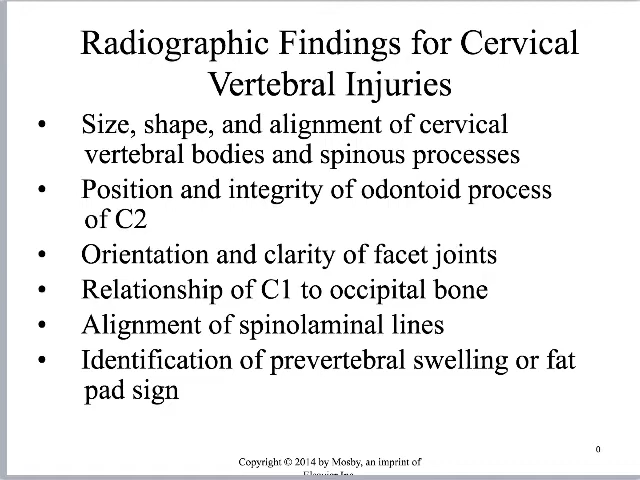 Radiographic Findings for Cervical
Vertebral Injuries
• Size, shape, and alignment of cervical
vertebral bodies and spinous processes
• Position and integrity of odontoid process
of C2
• Orientation and clarity of facet joints
• Relationship of C1 to occipital bone
• Alignment of spinolaminal lines
• Identification of prevertebral swelling or fat
pad sign
0
Copyright © 2014 by Mosby, an imprint of
Elsevier Inc.